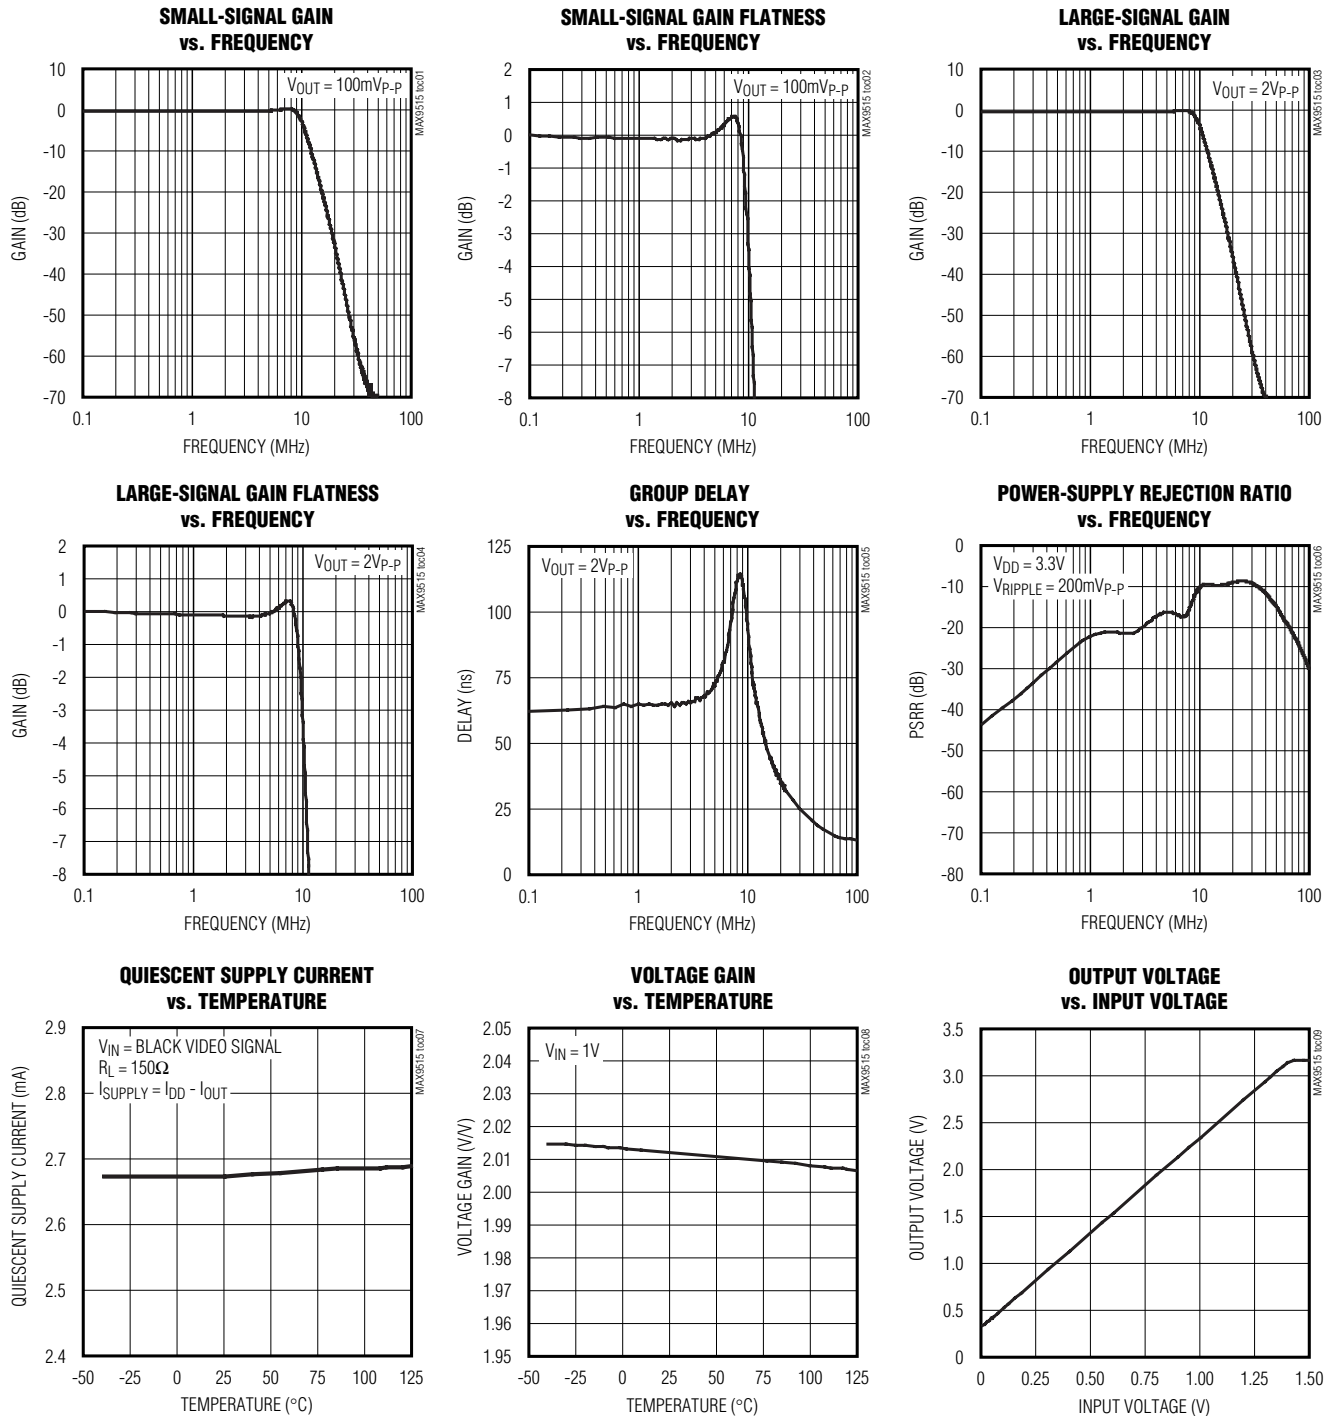 SMALL-SIGNAL GAIN
vs. FREQUENCY
VOUT = 100mVP-P
MAX9515 toc01
10
0
-10
-20
-30
-40
-50
-60
-70
GAIN (dB)
0.1 1 10 100
FREQUENCY (MHz)
SMALL-SIGNAL GAIN FLATNESS
vs. FREQUENCY
VOUT = 100mVP-P
MAX9515 toc02
2
1
0
-1
-2
-3
-4
-5
-6
-7
-8
GAIN (dB)
0.1 1 10 100
FREQUENCY (MHz)
LARGE-SIGNAL GAIN
vs. FREQUENCY
VOUT = 2VP-P
MAX9515 toc03
10
0
-10
-20
-30
-40
-50
-60
-70
GAIN (dB)
0.1 1 10 100
FREQUENCY (MHz)
LARGE-SIGNAL GAIN FLATNESS
vs. FREQUENCY
VOUT = 2VP-P
MAX9515 toc04
2
1
0
-1
-2
-3
-4
-5
-6
-7
-8
GAIN (dB)
0.1 1 10 100
FREQUENCY (MHz)
GROUP DELAY
vs. FREQUENCY
VOUT = 2VP-P
MAX9515 toc05
125
100
75
50
25
0
DELAY (ns)
0.1 1 10 100
FREQUENCY (MHz)
POWER-SUPPLY REJECTION RATIO
vs. FREQUENCY
VDD = 3.3V
VRIPPLE = 200mVP-P
MAX9515 toc06
0
-10
-20
-30
-40
-50
-60
-70
-80
PSRR (dB)
0.1 1 10 100
FREQUENCY (MHz)
QUIESCENT SUPPLY CURRENT
vs. TEMPERATURE
VIN = BLACK VIDEO SIGNAL
RL = 150Ω
ISUPPLY = IDD - IOUT
MAX9515 toc07
2.9
2.8
2.7
2.6
2.5
2.4
QUIESCENT SUPPLY CURRENT (mA)
-50 -25 0 25 50 75 100 125
TEMPERATURE (°C)
VOLTAGE GAIN
vs. TEMPERATURE
VIN = 1V
MAX9515 toc08
2.05
2.04
2.03
2.02
2.01
2.00
1.99
1.98
1.97
1.96
1.95
VOLTAGE GAIN (V/V)
-50 -25 0 25 50 75 100 125
TEMPERATURE (°C)
OUTPUT VOLTAGE
vs. INPUT VOLTAGE
MAX9515 toc09
3.5
3.0
2.5
2.0
1.5
1.0
0.5
0
OUTPUT VOLTAGE (V)
0 0.25 0.50 0.75 1.00 1.25 1.50
INPUT VOLTAGE (V)